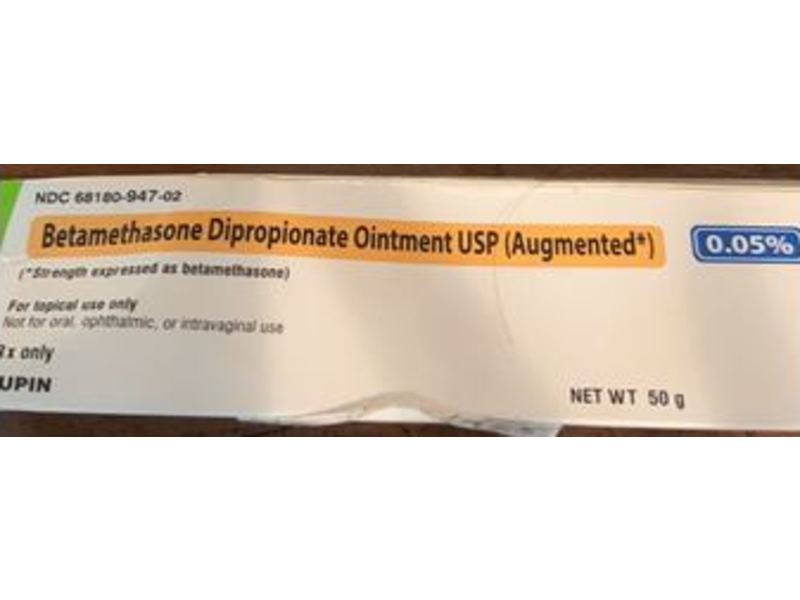 NDC 68180-947-02
Betamethasone Dipropionate Ointment USP (Augmented*)
0.05%
(*Strength expressed as betamethasone)
For topical use only
Not for oral, ophthalmic, or intravaginal use
Rx only
UPIN
NET WT 50 g